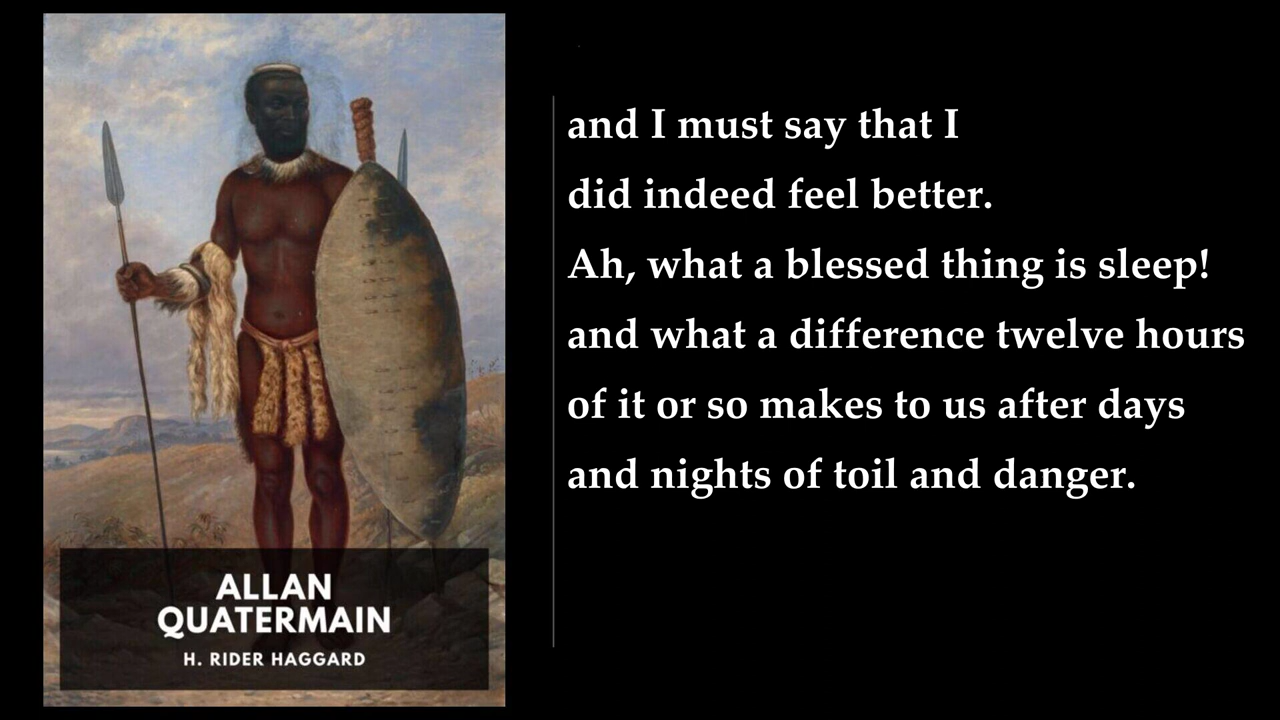 ALLAN
QUATERMAIN
H. RIDER HAGGARD
and I must say that I
did indeed feel better.
Ah, what a blessed thing is sleep!
and what a difference twelve hours
of it or so makes to us after days
and nights of toil and danger.